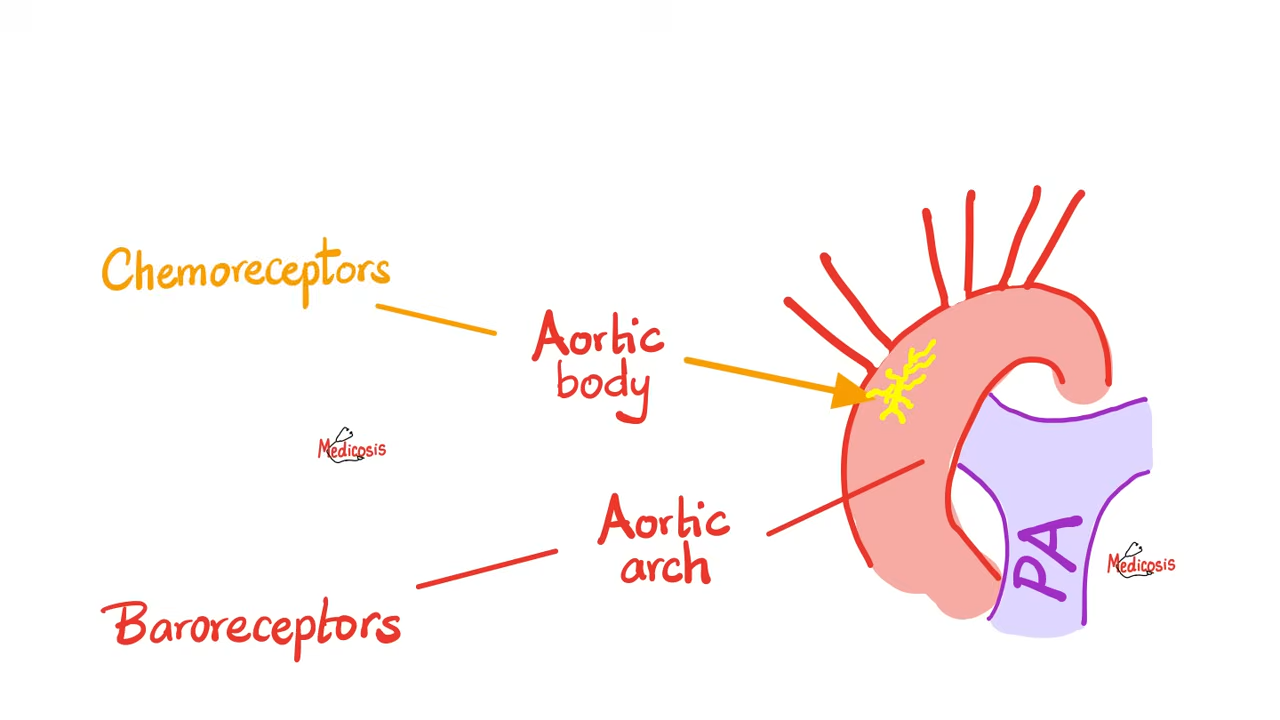 Chemoreceptors
Aortic
body
Medicosis
Aortic
arch
PA
Medicosis
Baroreceptors